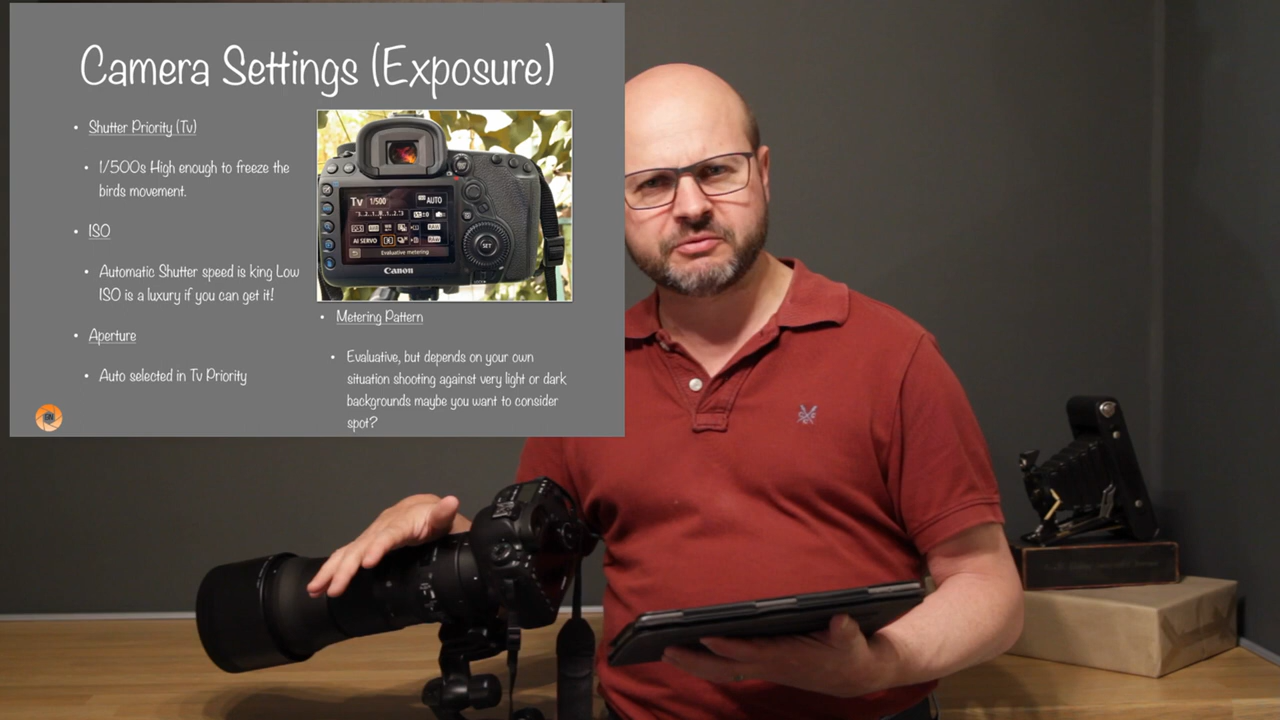 Camera Settings (Exposure)
• Shutter Priority (Tv)
• 1/500s High enough to freeze the
birds movement.
• ISO
• Automatic Shutter speed is king Low
ISO is a luxury if you can get it!
• Aperture
• Auto selected in Tv Priority
Tv 1/500 AUTO
AI SERVO
Evaluative metering
SET
Canon
• Metering Pattern
• Evaluative, but depends on your own
situation shooting against very light or dark
backgrounds maybe you want to consider
spot?